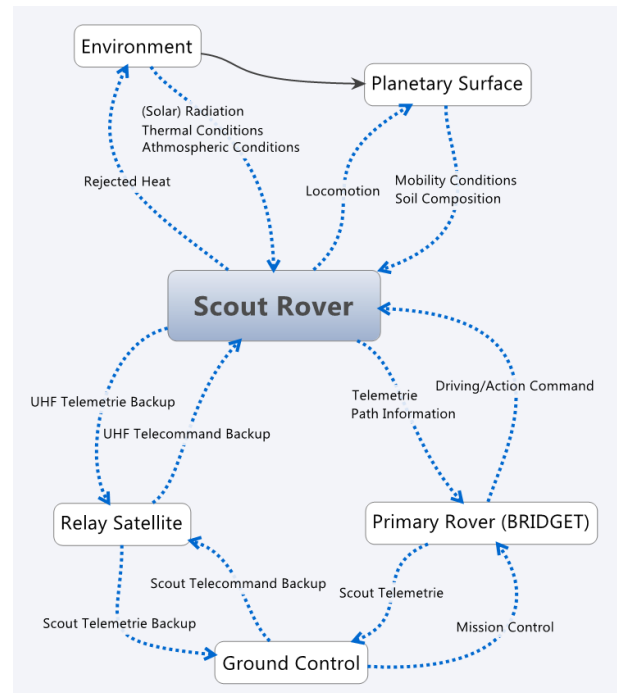 Environment
Planetary Surface
(Solar) Radiation
Thermal Conditions
Athmospheric Conditions
Rejected Heat
Locomotion
Mobility Conditions
Soil Composition
Scout Rover
UHF Telemetrie Backup
UHF Telecommand Backup
Telemetrie
Path Information
Driving/Action Command
Relay Satellite
Primary Rover (BRIDGET)
Scout Telecommand Backup
Scout Telemetrie
Scout Telemetrie Backup
Mission Control
Ground Control